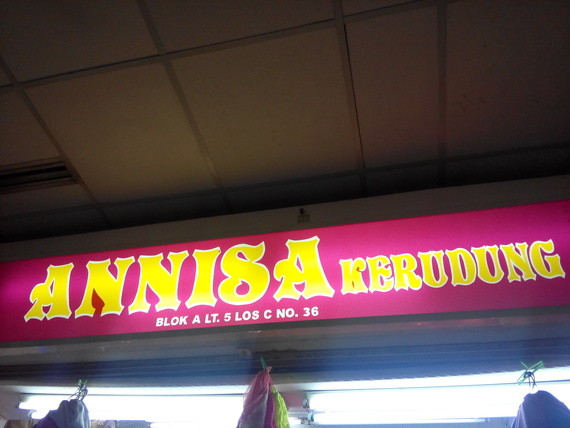 ANNISA KERUDUNG
BLOK A LT. 5 LOS C NO. 36